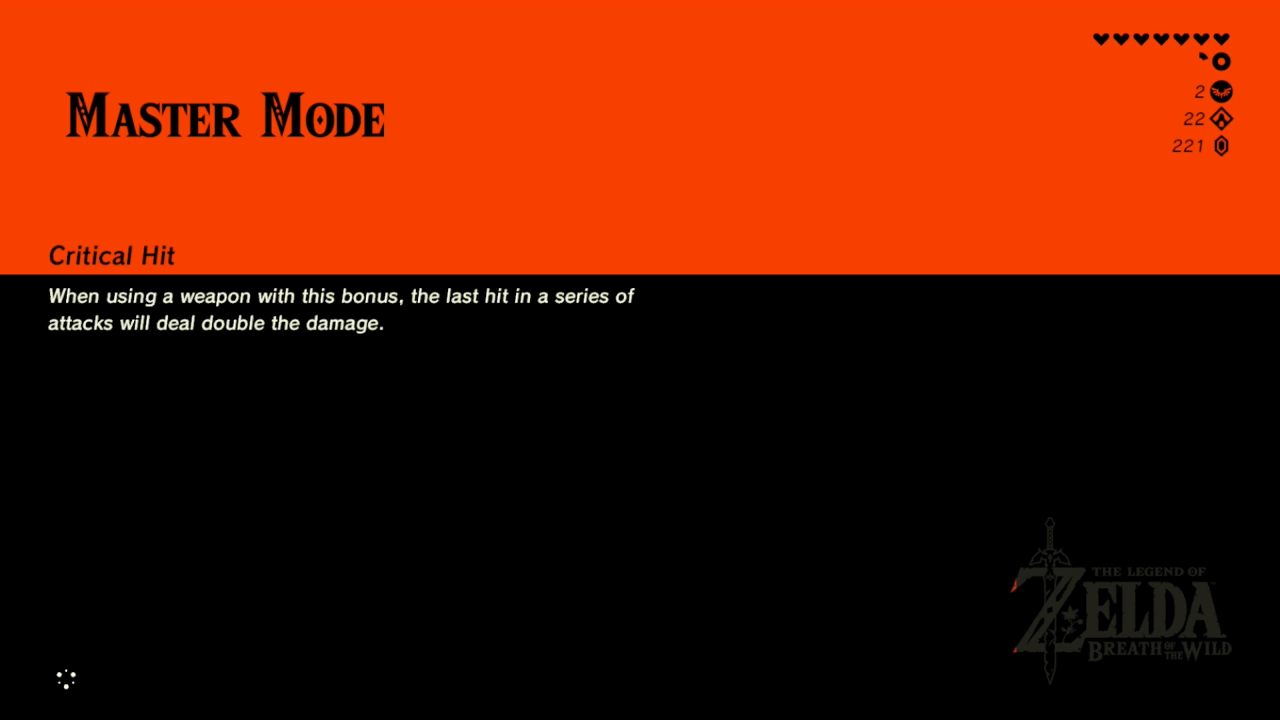 Master Mode
2
22
221
Critical Hit
When using a weapon with this bonus, the last hit in a series of
attacks will deal double the damage.
THE LEGEND OF
ZELDA
BREATH OF THE WILD